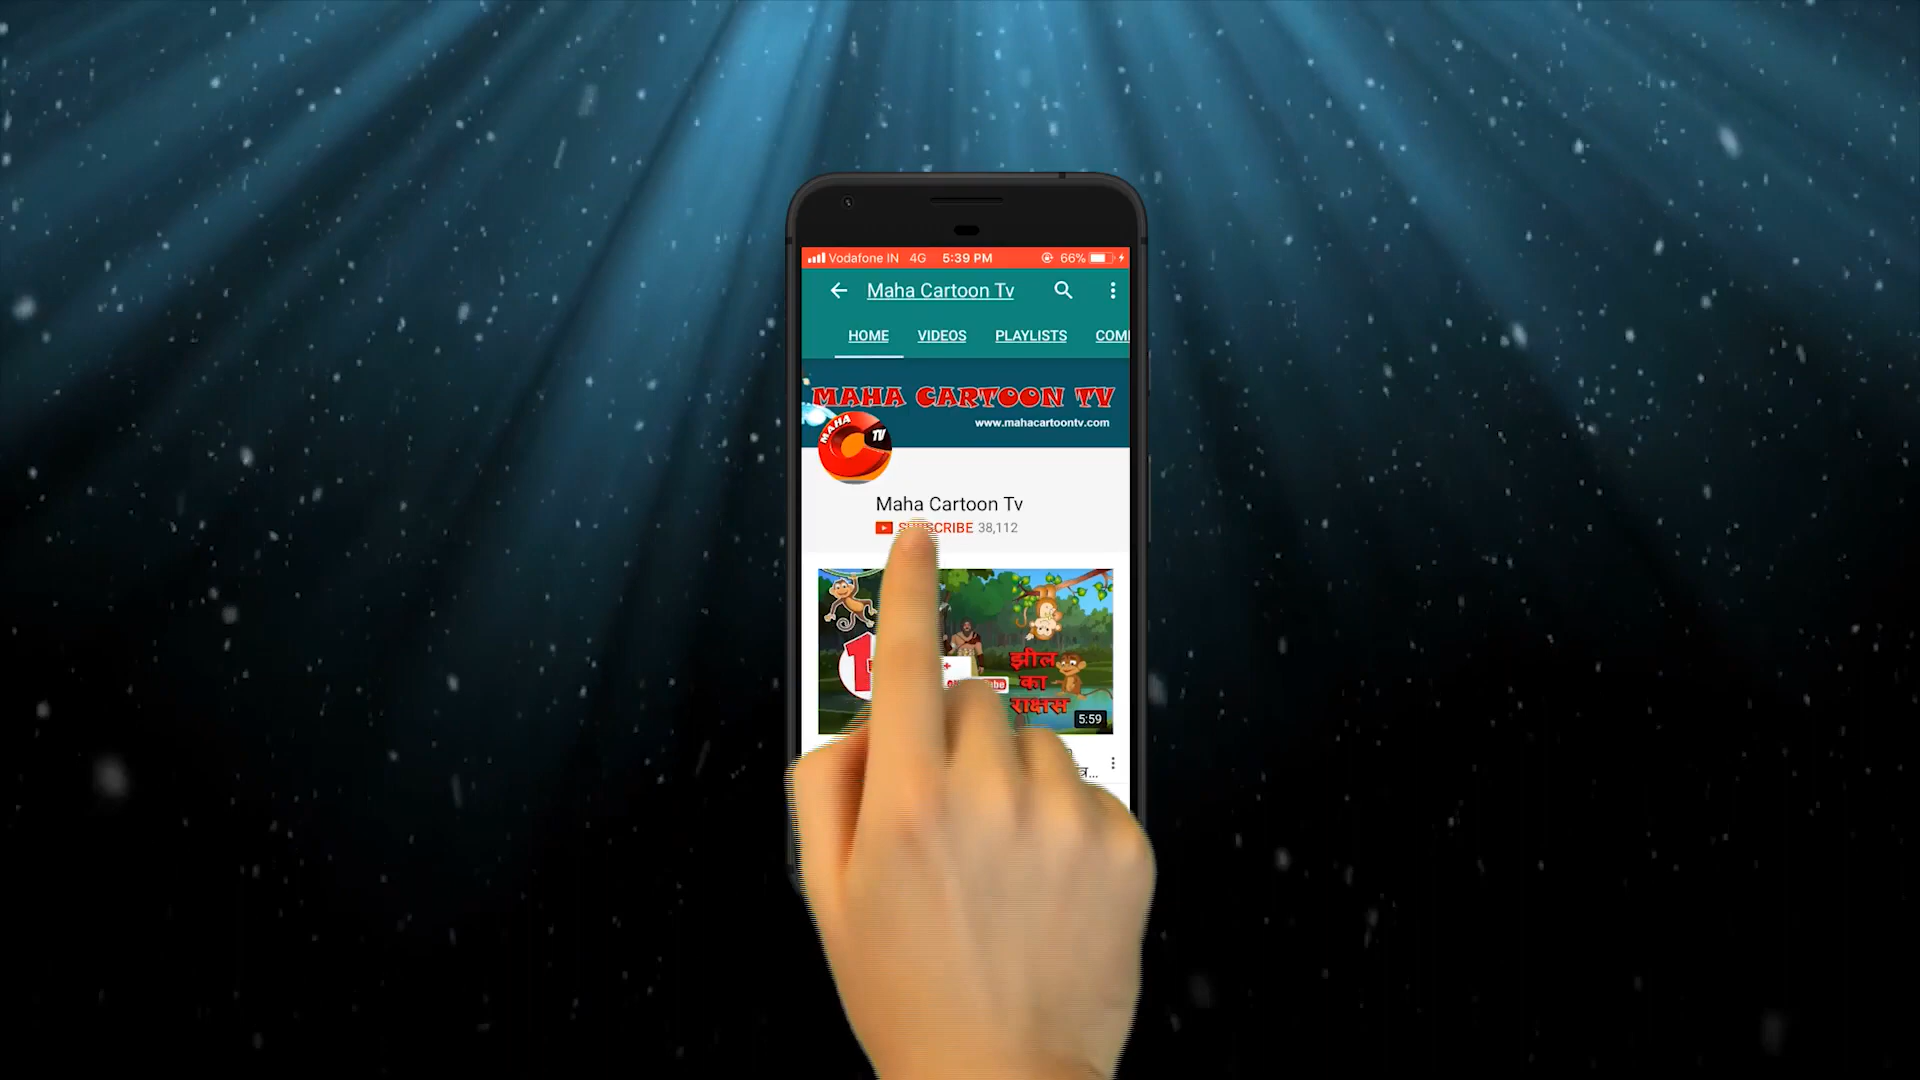 Vodafone IN 4G 5:39 PM 66%
Maha Cartoon Tv
HOME VIDEOS PLAYLISTS
MAHA CARTOON TV
www.mahacartoontv.com
MAHA
TV
Maha Cartoon Tv
SUBSCRIBE 38,112
झील
का
राक्षस
5:59